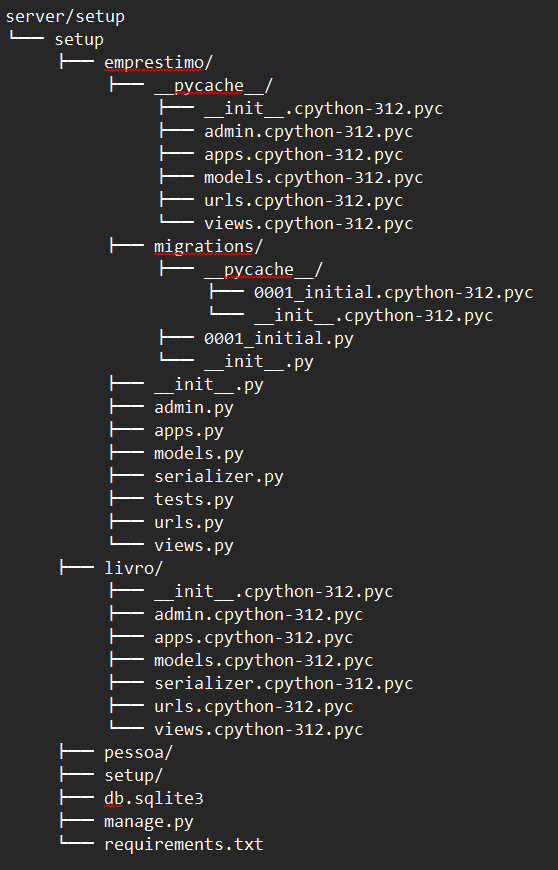 server/setup
└── setup
    ├── emprestimo/
        ├── __pycache__/
            ├── __init__.cpython-312.pyc
            ├── admin.cpython-312.pyc
            ├── apps.cpython-312.pyc
            ├── models.cpython-312.pyc
            ├── urls.cpython-312.pyc
            └── views.cpython-312.pyc
        ├── migrations/
            ├── __pycache__/
                ├── 0001_initial.cpython-312.pyc
                └── __init__.cpython-312.pyc
            ├── 0001_initial.py
            └── __init__.py
        ├── __init__.py
        ├── admin.py
        ├── apps.py
        ├── models.py
        ├── serializer.py
        ├── tests.py
        ├── urls.py
        └── views.py
    ├── livro/
        ├── __init__.cpython-312.pyc
        ├── admin.cpython-312.pyc
        ├── apps.cpython-312.pyc
        ├── models.cpython-312.pyc
        ├── serializer.cpython-312.pyc
        ├── urls.cpython-312.pyc
        └── views.cpython-312.pyc
    ├── pessoa/
    ├── setup/
    ├── db.sqlite3
    ├── manage.py
    └── requirements.txt